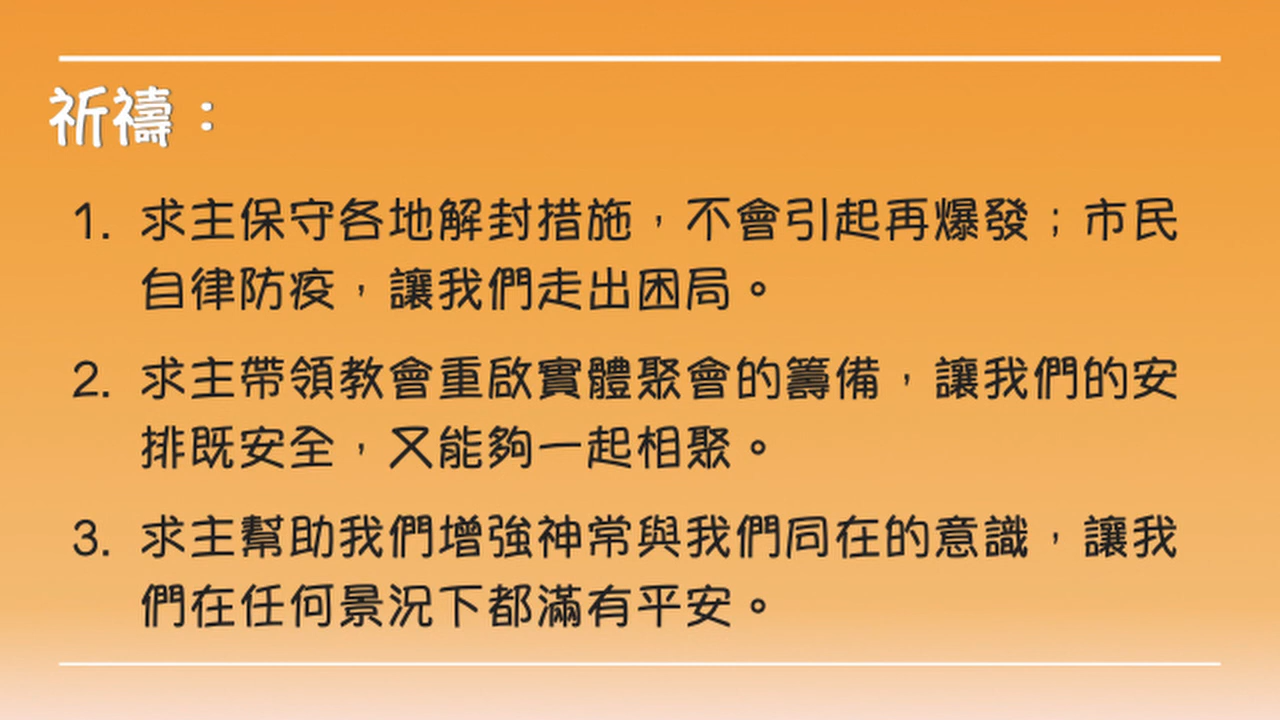 祈禱：
1. 求主保守各地解封措施，不會引起再爆發；市民
自律防疫，讓我們走出困局。
2. 求主帶領教會重啟實體聚會的籌備，讓我們的安
排既安全，又能夠一起相聚。
3. 求主幫助我們增強神常與我們同在的意識，讓我
們在任何景況下都滿有平安。